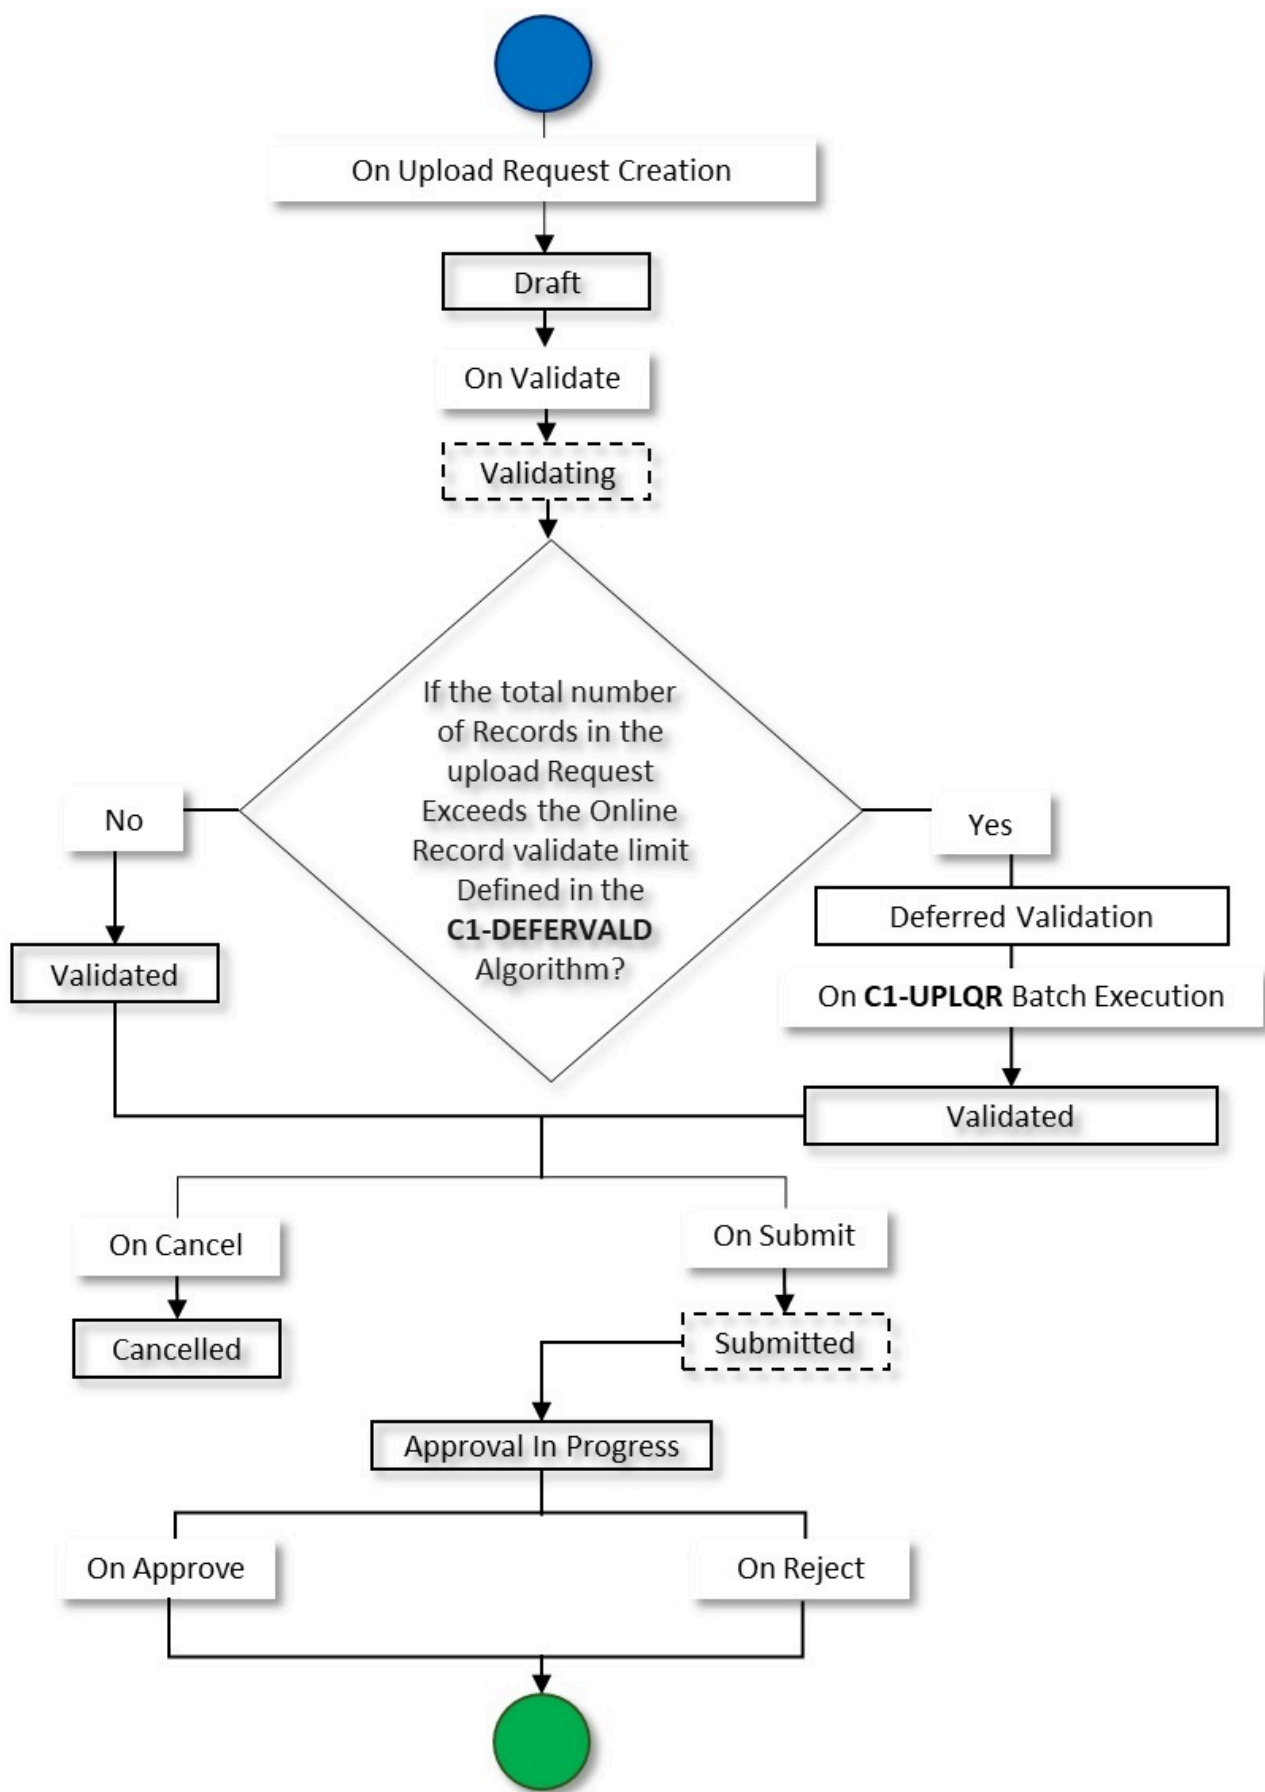 On Upload Request Creation
Draft
On Validate
Validating
If the total number
of Records in the
upload Request
Exceeds the Online
Record validate limit
Defined in the
C1-DEFERVALD
Algorithm?
No
Yes
Validated
Deferred Validation
On C1-UPLQR Batch Execution
Validated
On Cancel
On Submit
Cancelled
Submitted
Approval In Progress
On Approve
On Reject